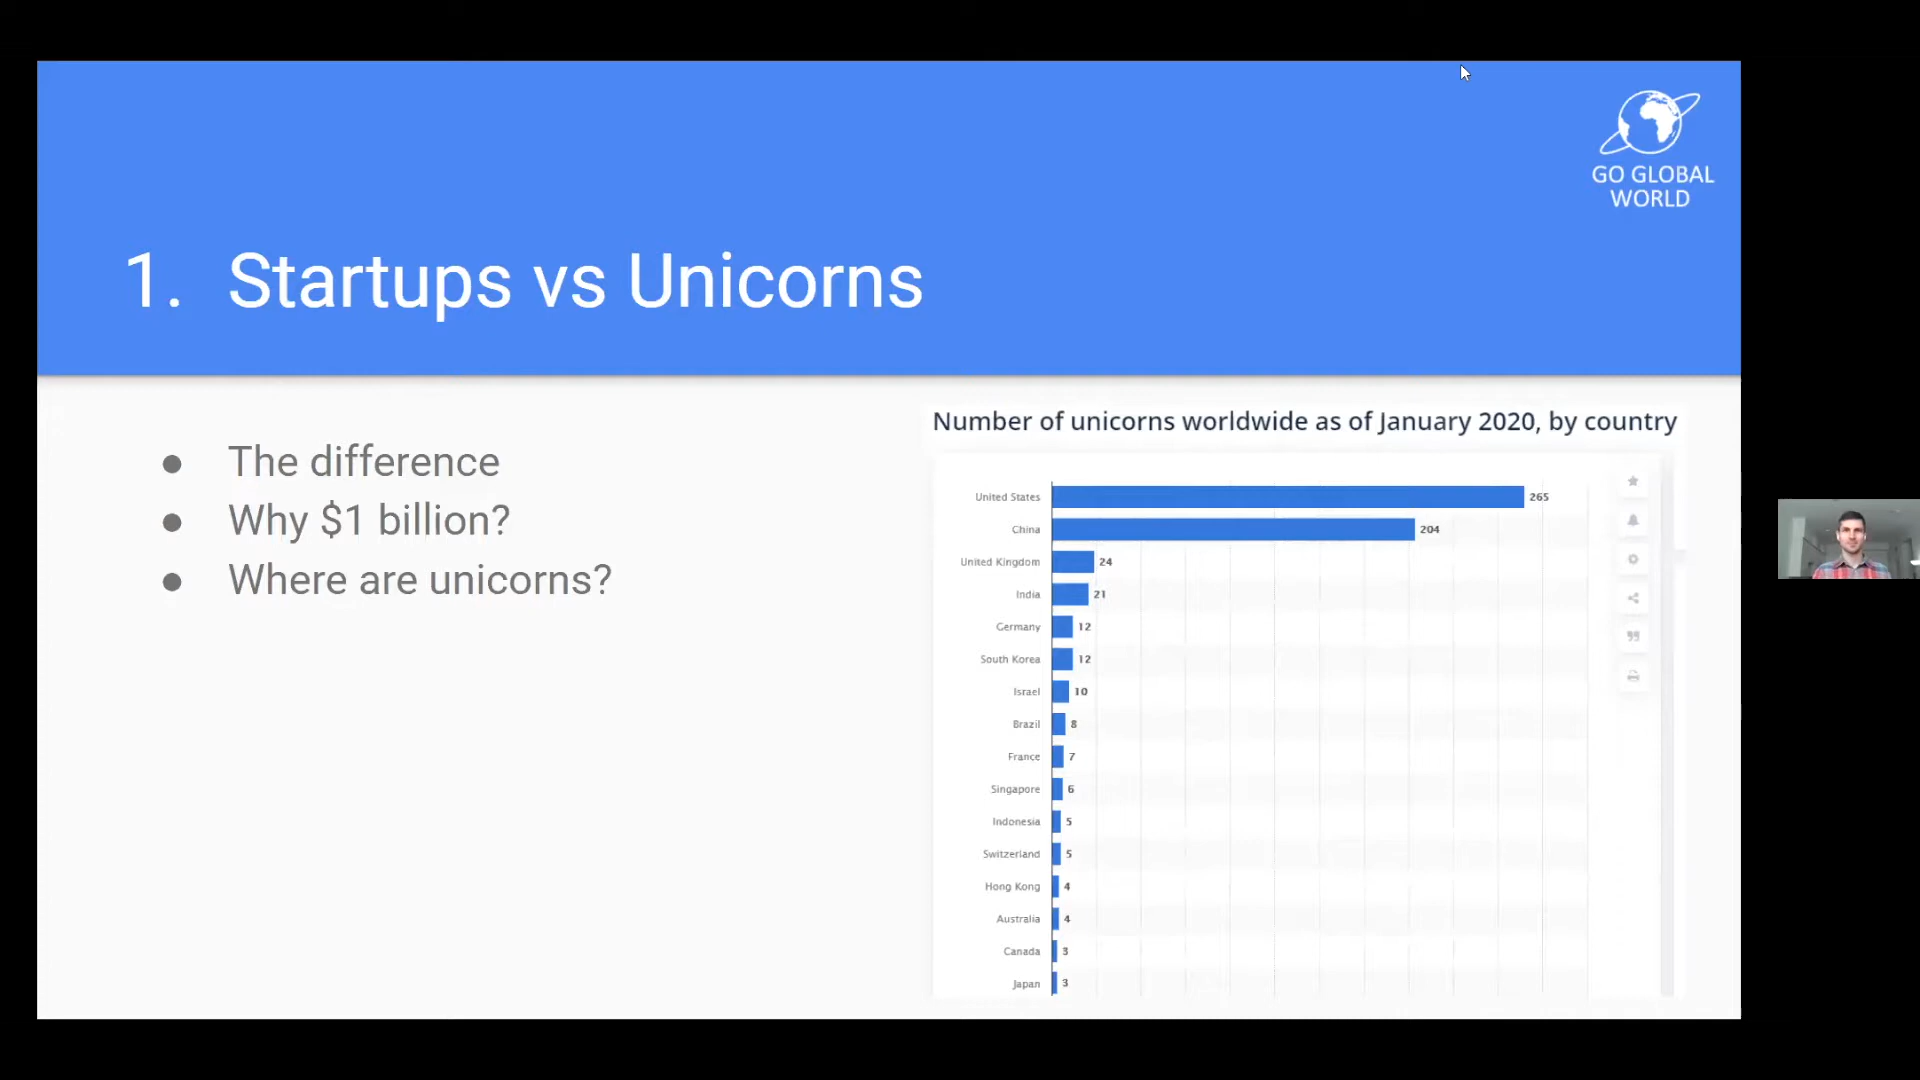 GO GLOBAL
WORLD
1. Startups vs Unicorns
● The difference
● Why $1 billion?
● Where are unicorns?
Number of unicorns worldwide as of January 2020, by country
United States 265
China 204
United Kingdom 24
India 21
Germany 12
South Korea 12
Israel 10
Brazil 8
France 7
Singapore 6
Indonesia 5
Switzerland 5
Hong Kong 4
Australia 4
Canada 3
Japan 3